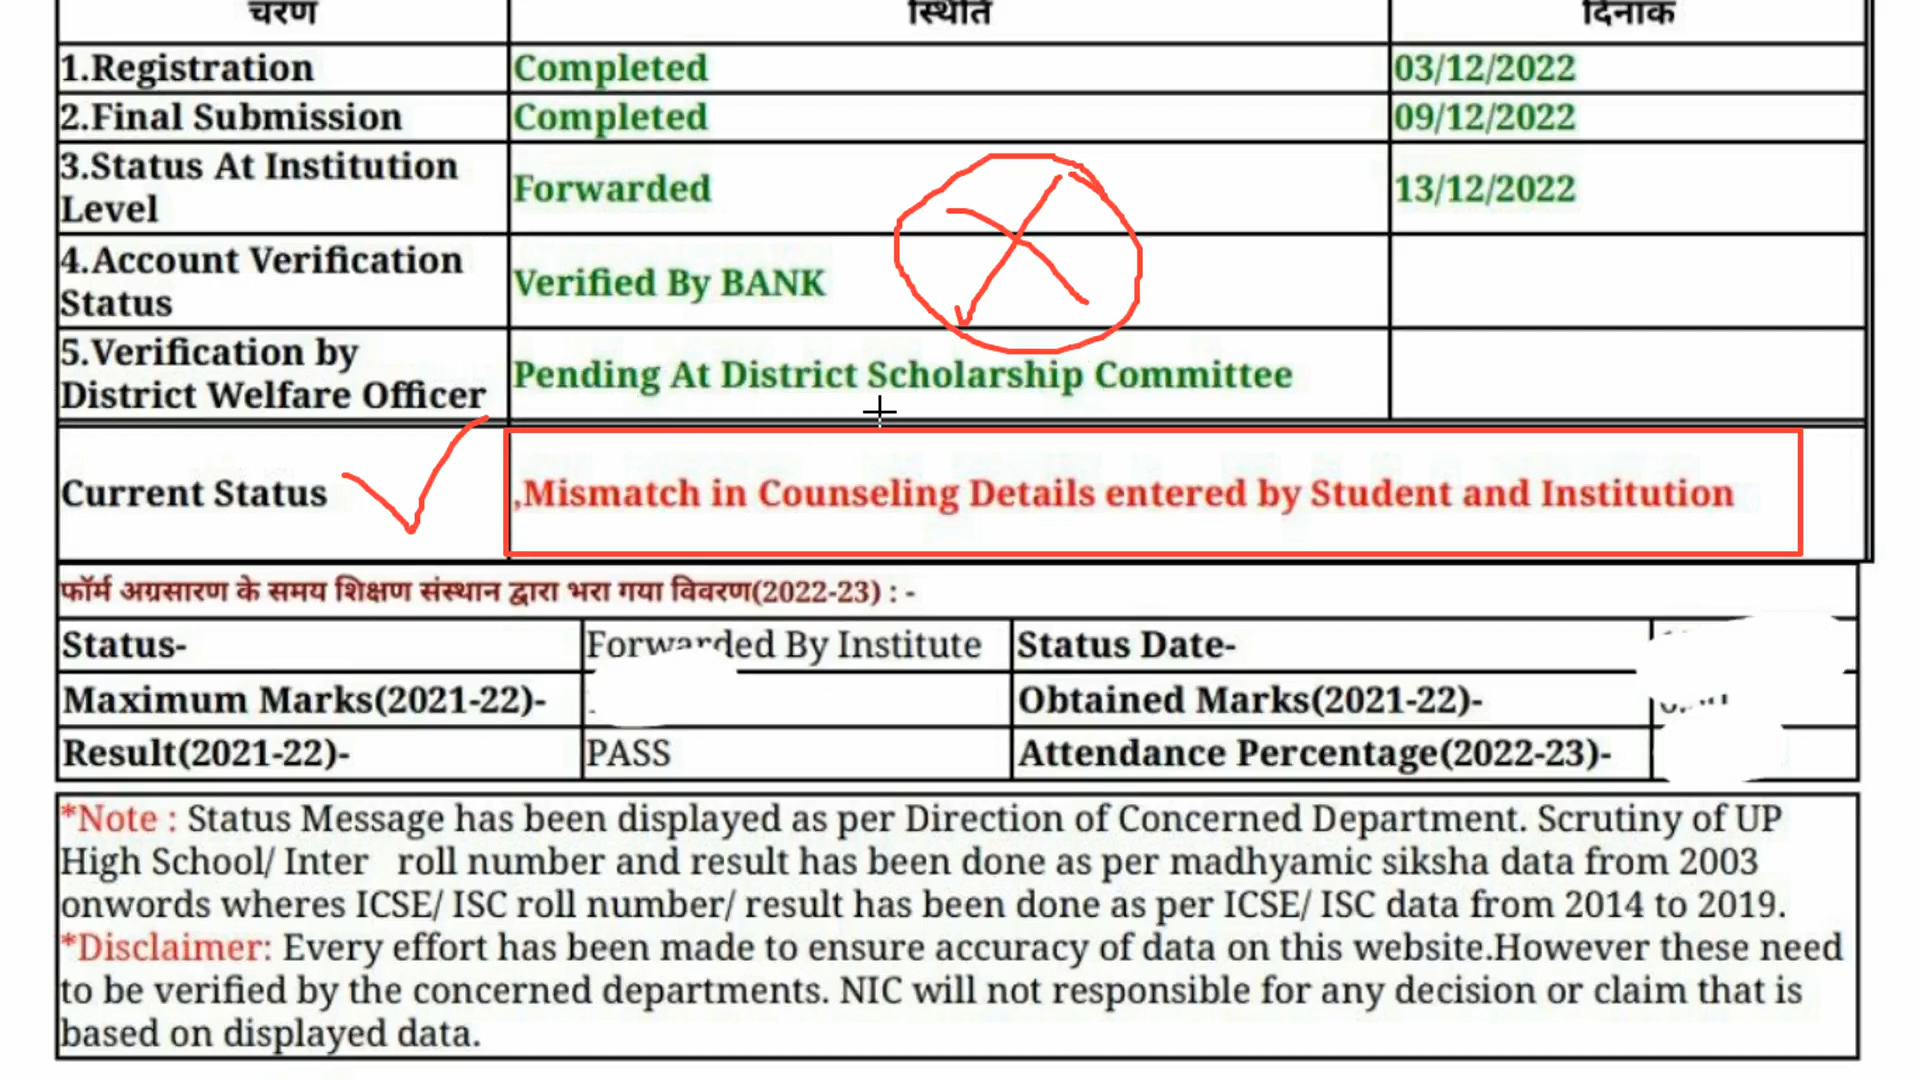 चरण स्थिति दिनांक
1.Registration Completed 03/12/2022
2.Final Submission Completed 09/12/2022
3.Status At Institution Level Forwarded 13/12/2022
4.Account Verification Status Verified By BANK
5.Verification by District Welfare Officer Pending At District Scholarship Committee
Current Status ,Mismatch in Counseling Details entered by Student and Institution
फॉर्म अग्रसारण के समय शिक्षण संस्थान द्वारा भरा गया विवरण(2022-23) : -
Status- Forwarded By Institute Status Date-
Maximum Marks(2021-22)- Obtained Marks(2021-22)-
Result(2021-22)- PASS Attendance Percentage(2022-23)-
*Note : Status Message has been displayed as per Direction of Concerned Department. Scrutiny of UP
High School/ Inter roll number and result has been done as per madhyamic siksha data from 2003
onwords wheres ICSE/ ISC roll number/ result has been done as per ICSE/ ISC data from 2014 to 2019.
*Disclaimer: Every effort has been made to ensure accuracy of data on this website.However these need
to be verified by the concerned departments. NIC will not responsible for any decision or claim that is
based on displayed data.